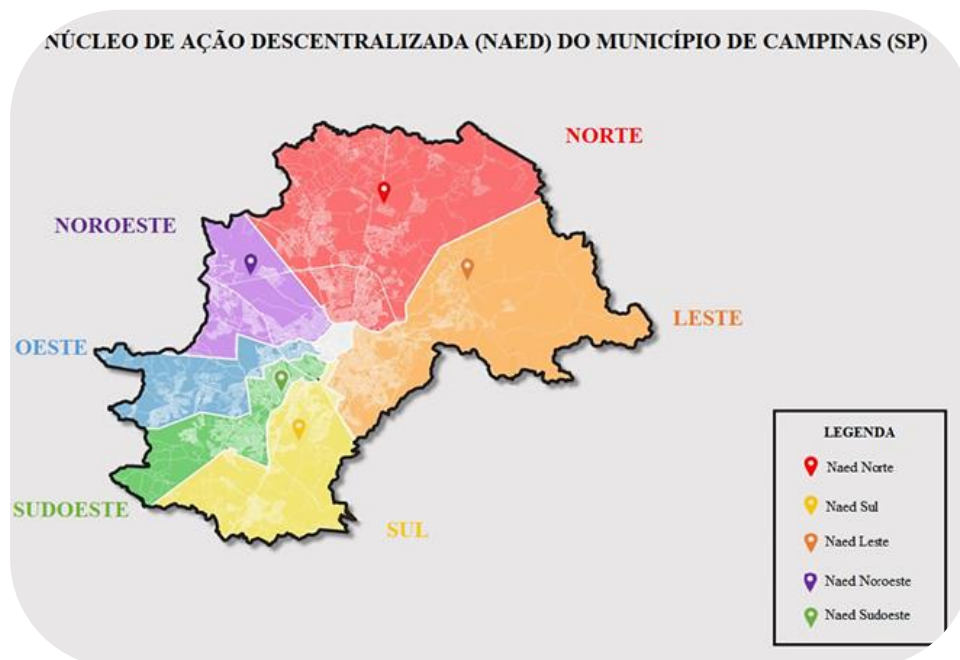 NÚCLEO DE AÇÃO DESCENTRALIZADA (NAED) DO MUNICÍPIO DE CAMPINAS (SP)
NORTE
NOROESTE
LESTE
OESTE
SUDOESTE
SUL
LEGENDA
Naed Norte
Naed Sul
Naed Leste
Naed Noroeste
Naed Sudoeste